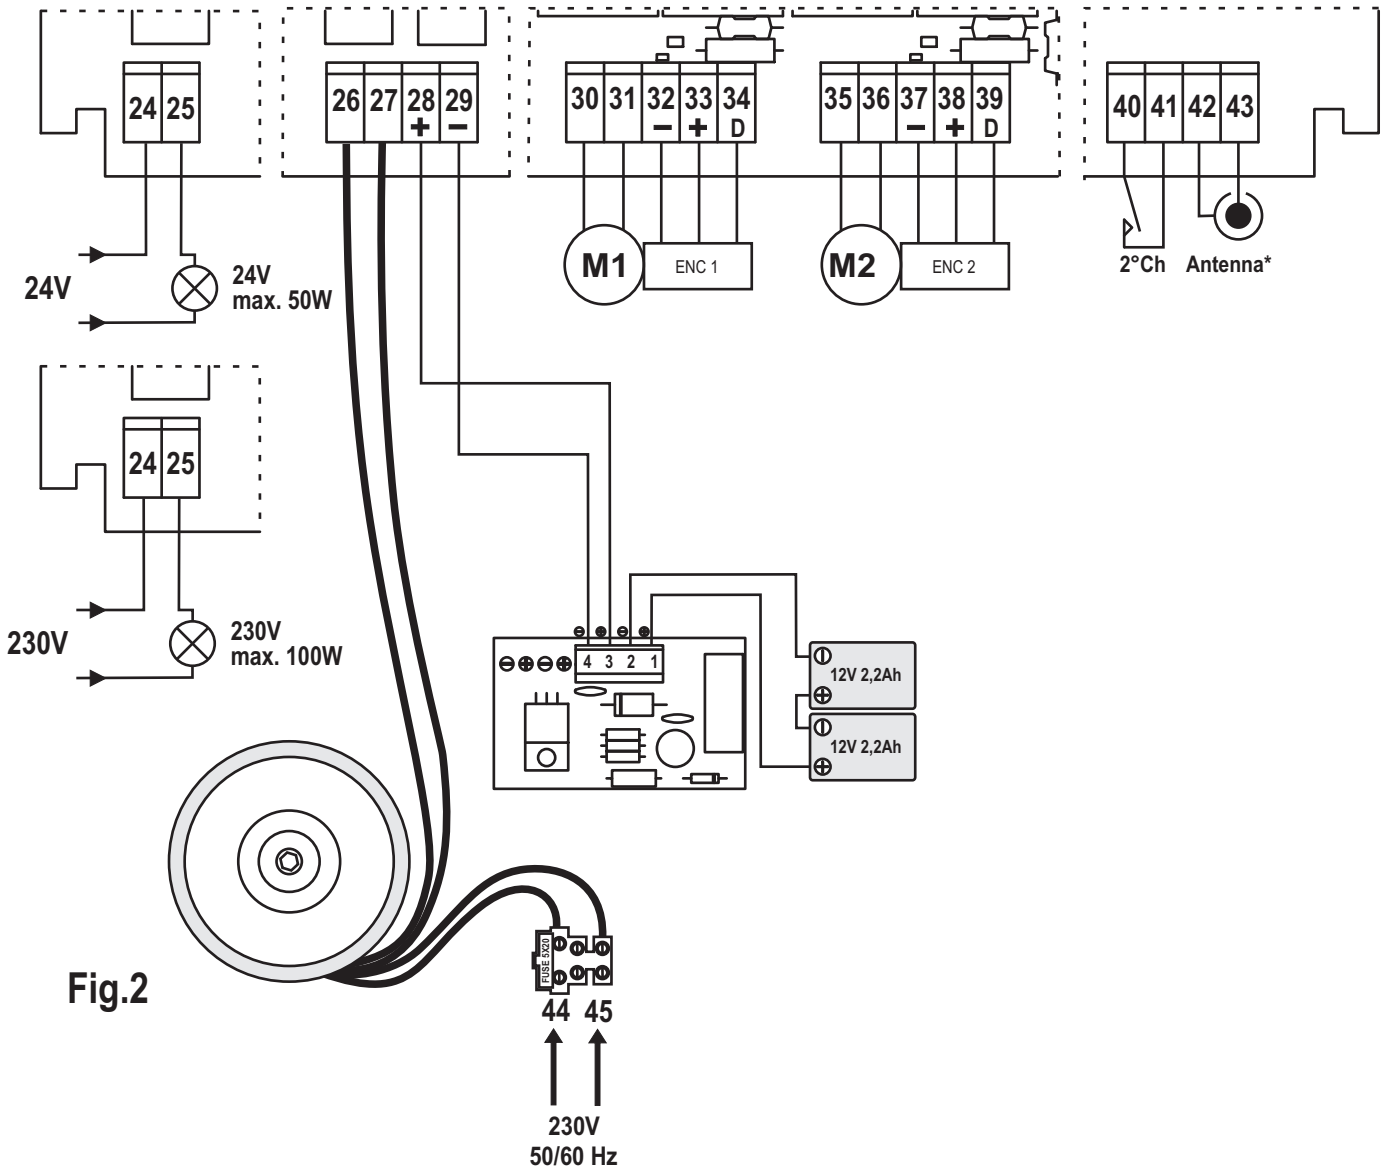 24 25
26 27 28 29
+ −
30 31 32 33 34
− + D
35 36 37 38 39
− + D
40 41 42 43
M1
ENC 1
M2
ENC 2
2°Ch Antenna*
24V
24V
max. 50W
24 25
230V
230V
max. 100W
4 3 2 1
12V 2,2Ah
12V 2,2Ah
FUSE 5X20
44 45
Fig.2
230V
50/60 Hz